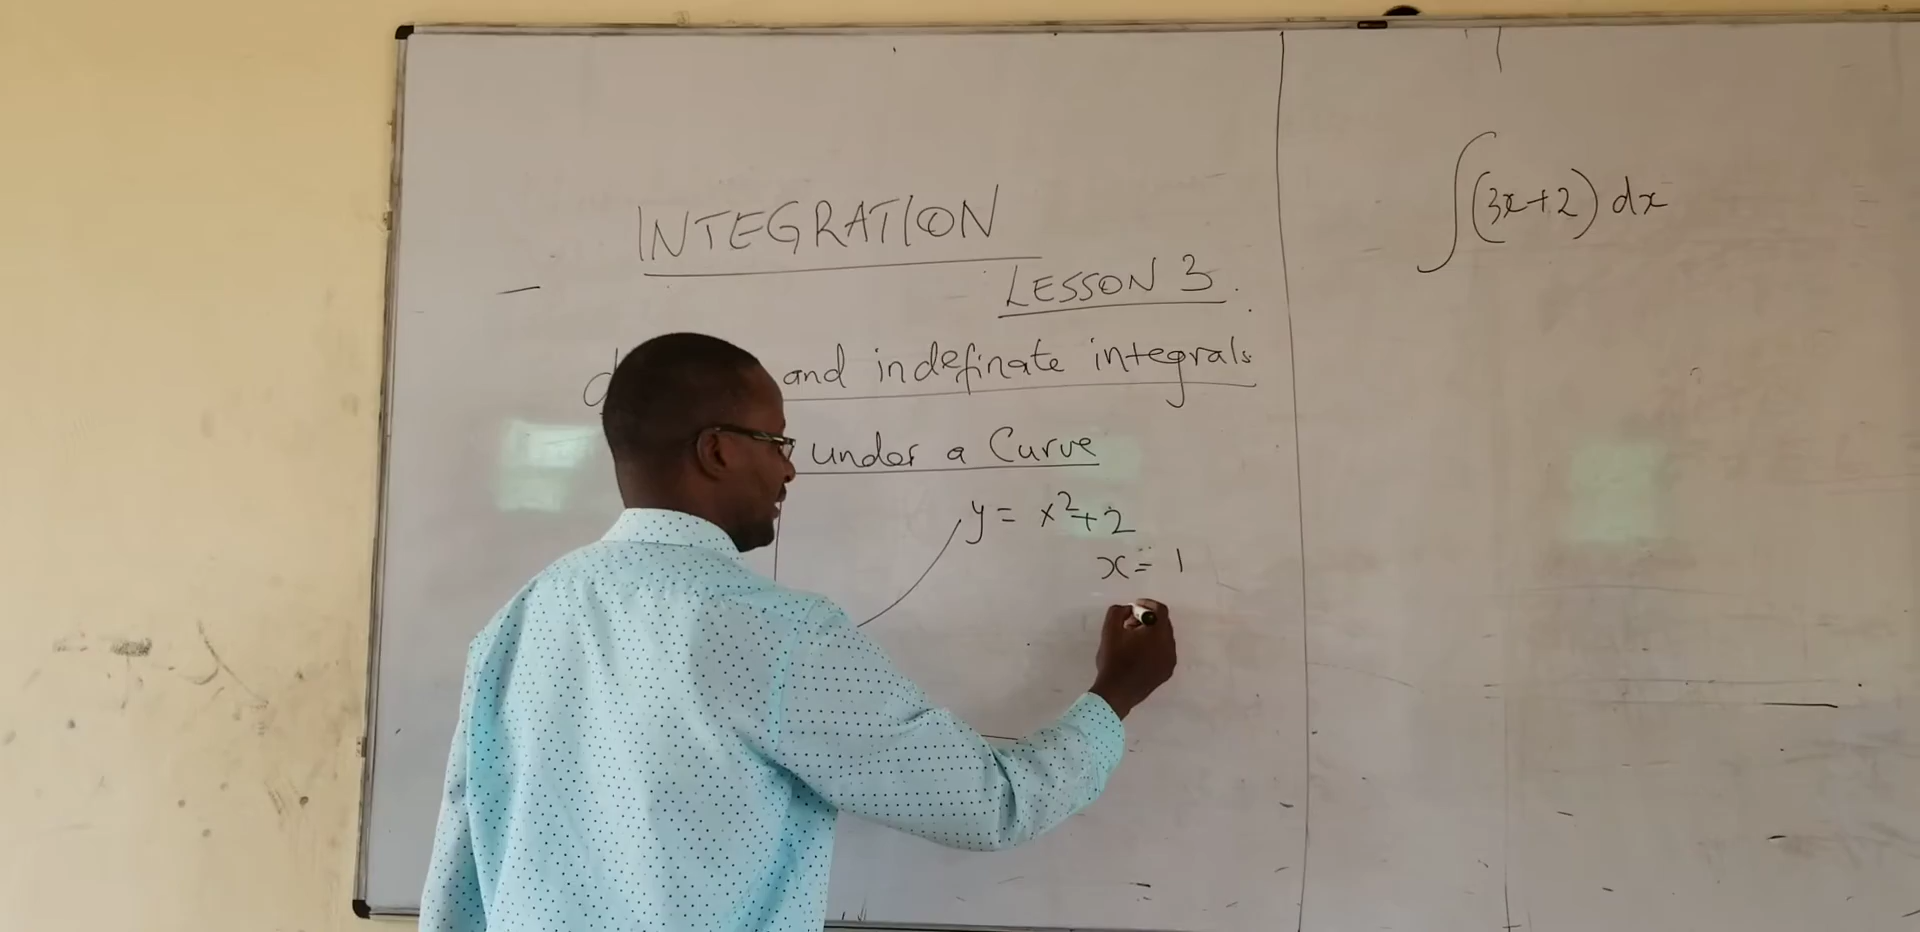 INTEGRATION
LESSON 3.
and indefinate integrals
under a Curve
y = x²+2
x = 1
∫(3x+2) dx